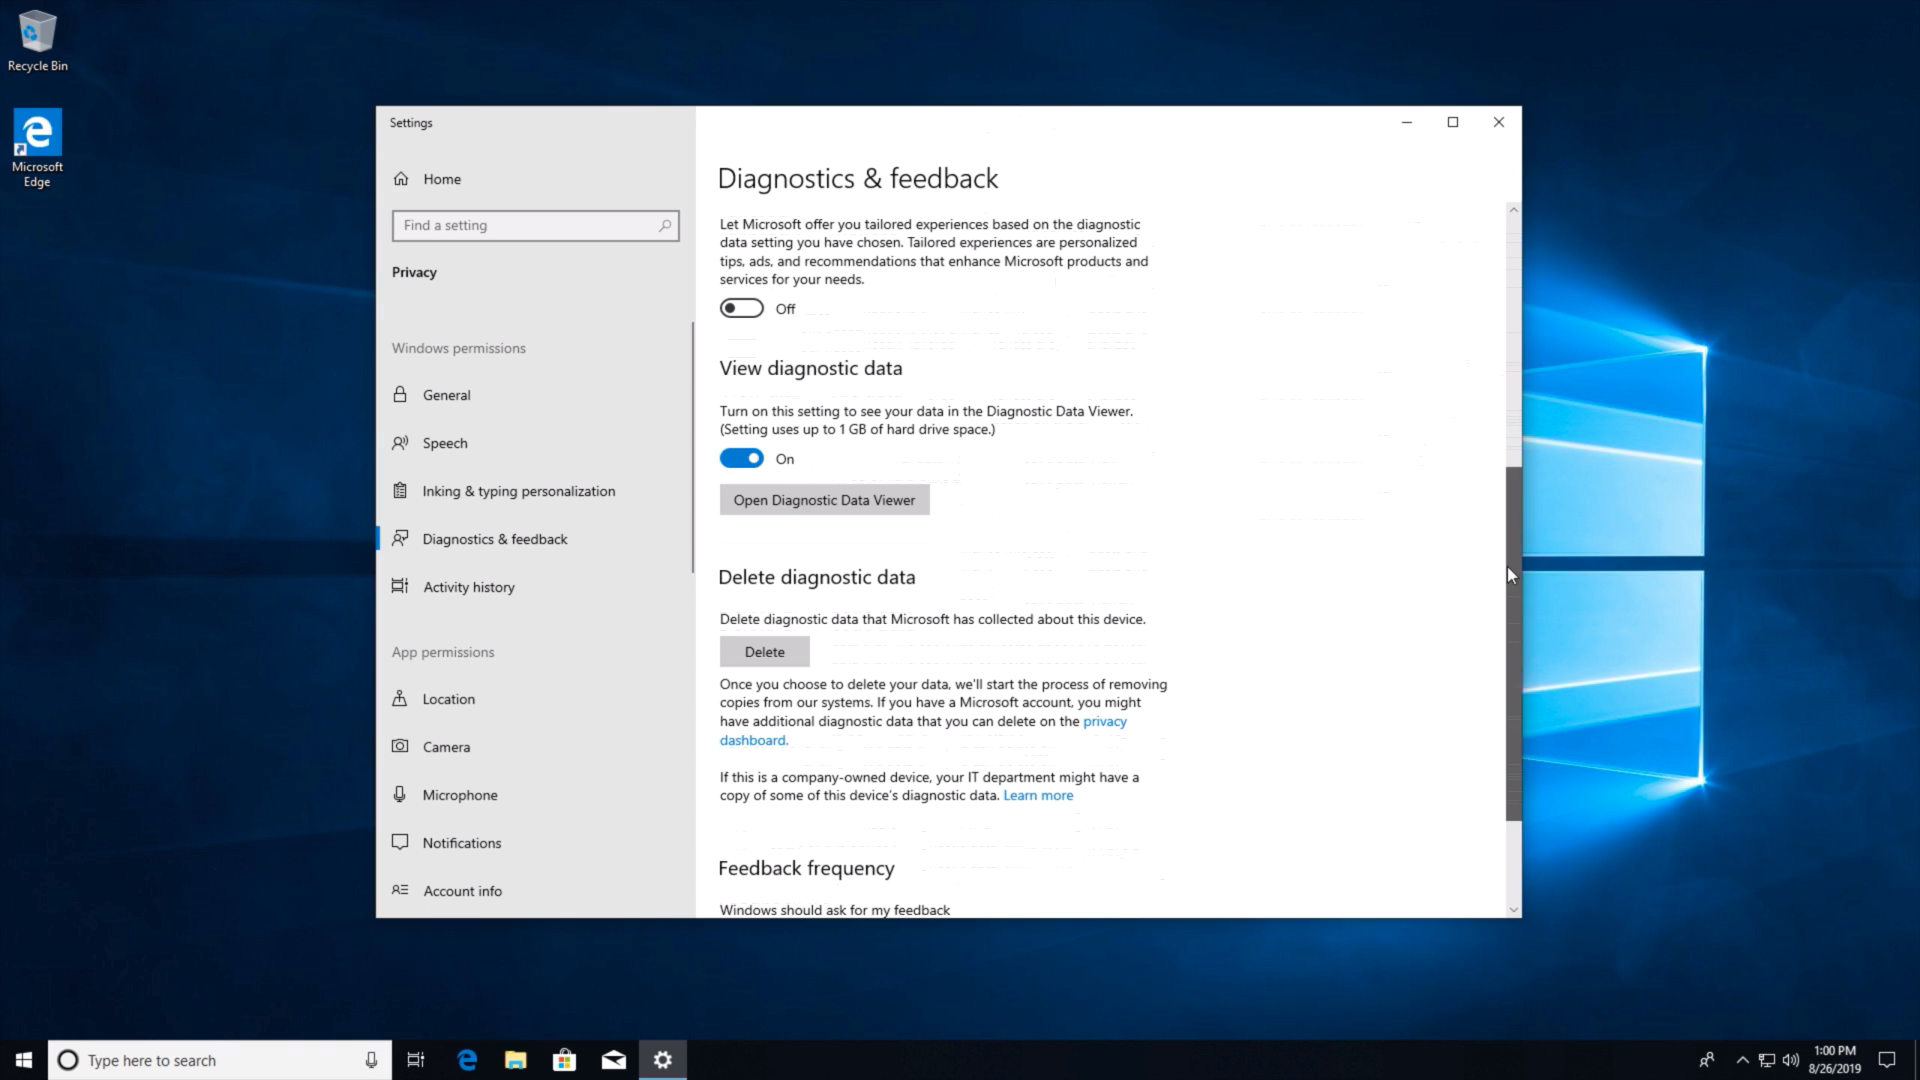 Recycle Bin
Microsoft
Edge
Settings
Home
Find a setting
Privacy
Windows permissions
General
Speech
Inking & typing personalization
Diagnostics & feedback
Activity history
App permissions
Location
Camera
Microphone
Notifications
Account info
Diagnostics & feedback
Let Microsoft offer you tailored experiences based on the diagnostic
data setting you have chosen. Tailored experiences are personalized
tips, ads, and recommendations that enhance Microsoft products and
services for your needs.
Off
View diagnostic data
Turn on this setting to see your data in the Diagnostic Data Viewer.
(Setting uses up to 1 GB of hard drive space.)
On
Open Diagnostic Data Viewer
Delete diagnostic data
Delete diagnostic data that Microsoft has collected about this device.
Delete
Once you choose to delete your data, we'll start the process of removing
copies from our systems. If you have a Microsoft account, you might
have additional diagnostic data that you can delete on the privacy
dashboard.
If this is a company-owned device, your IT department might have a
copy of some of this device's diagnostic data. Learn more
Feedback frequency
Windows should ask for my feedback
Type here to search
1:00 PM
8/26/2019